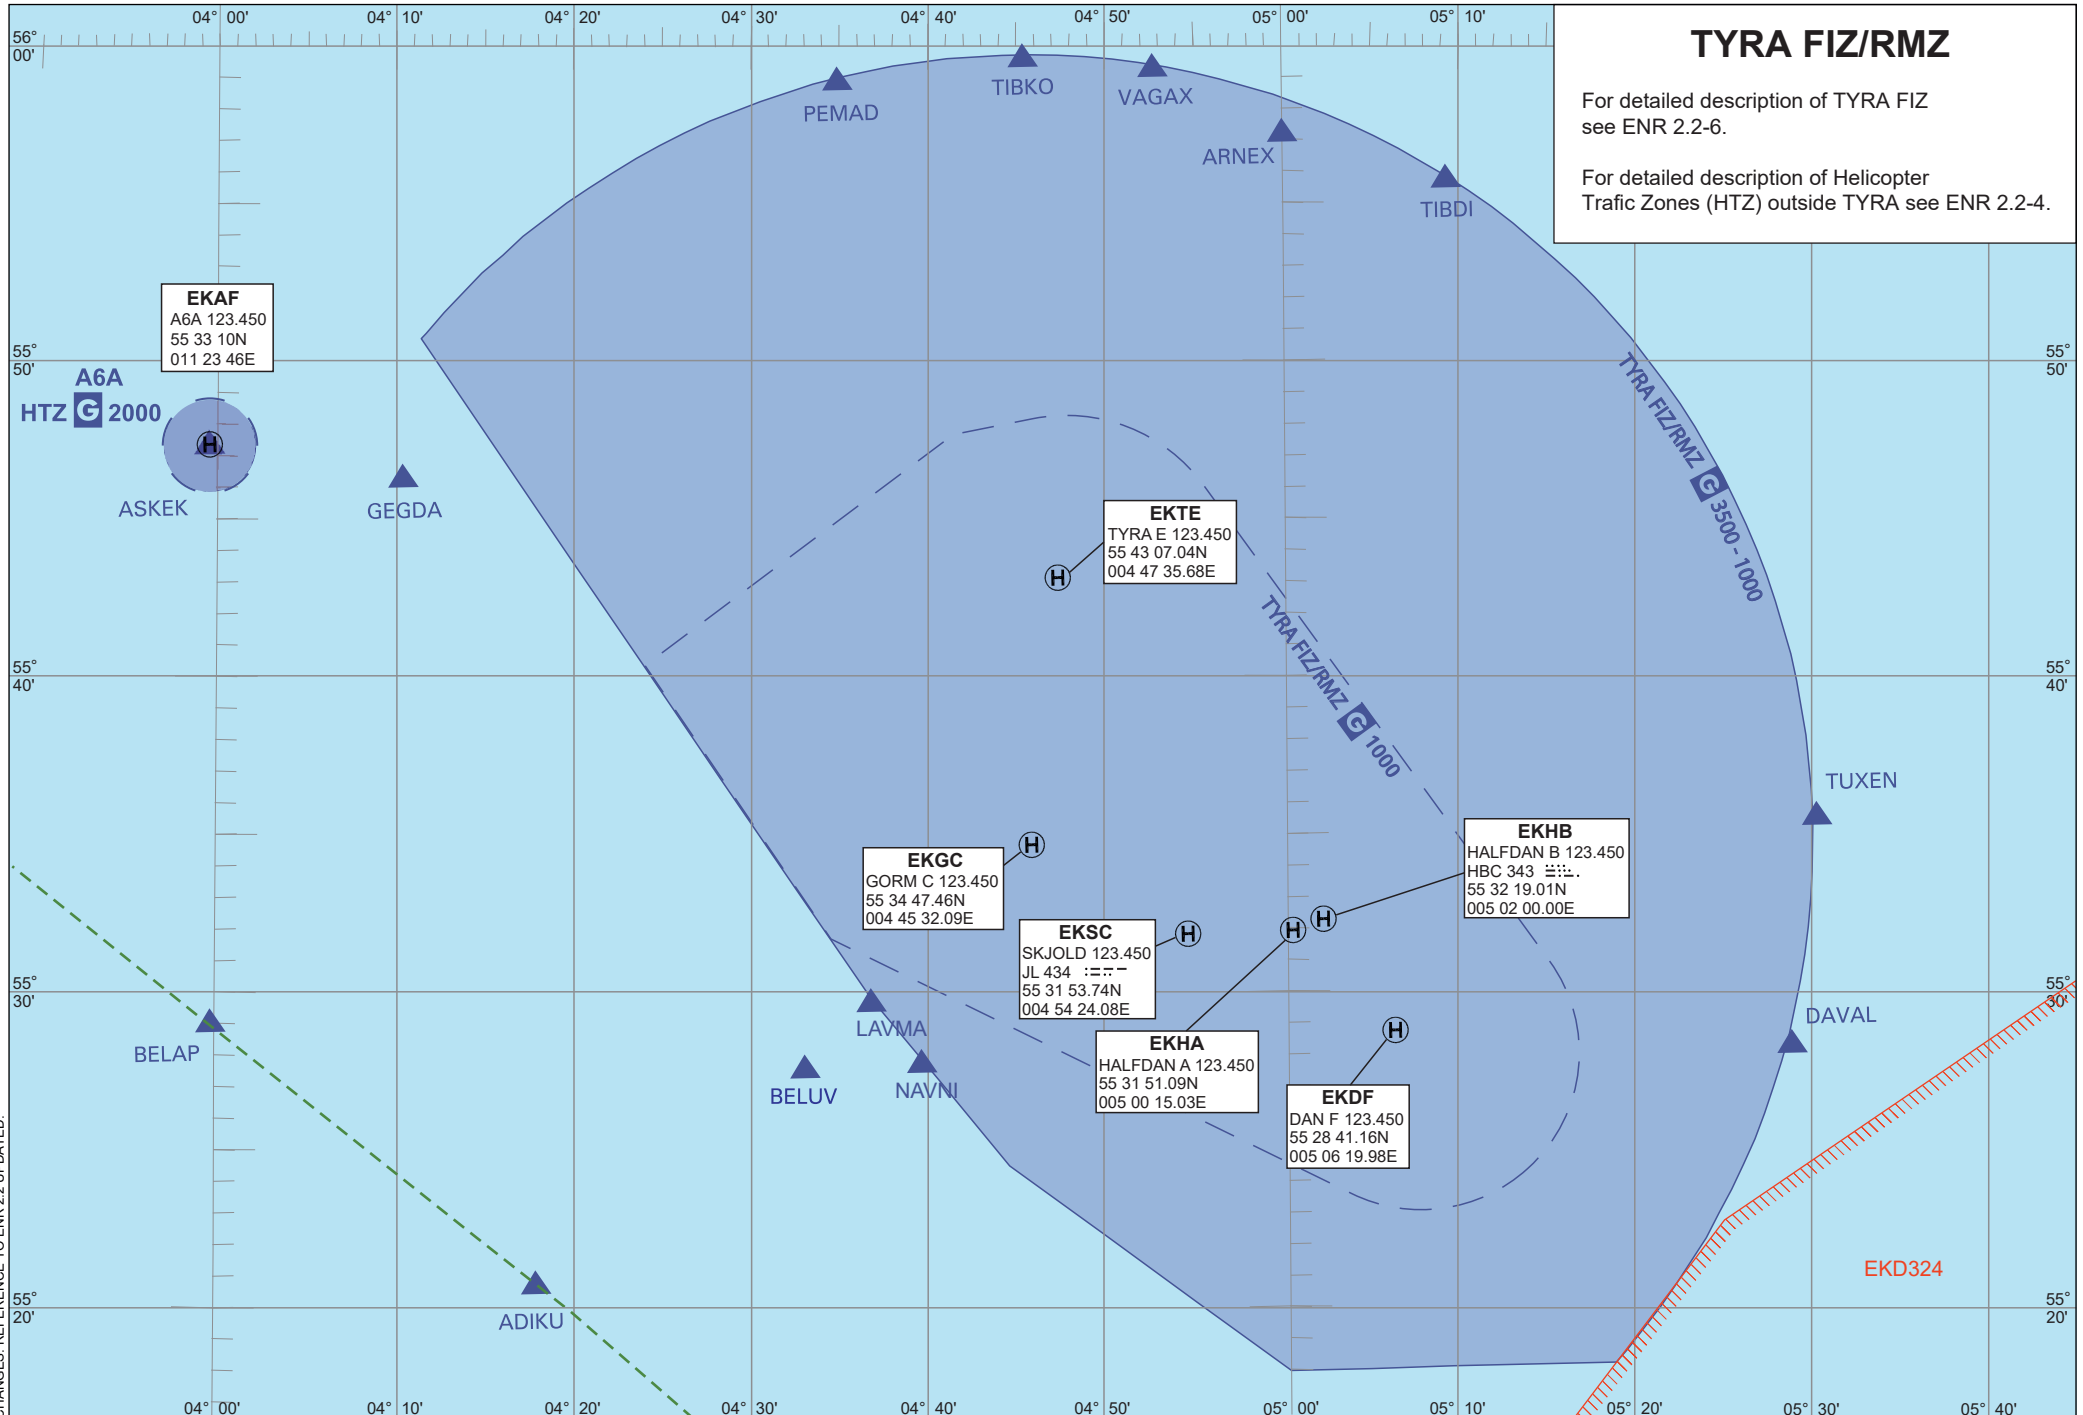 04° 00'
04° 10'
04° 20'
04° 30'
04° 40'
04° 50'
05° 00'
05° 10'
56°
00'
TYRA FIZ/RMZ
For detailed description of TYRA FIZ
see ENR 2.2-6.
For detailed description of Helicopter
Trafic Zones (HTZ) outside TYRA see ENR 2.2-4.
PEMAD
TIBKO
VAGAX
ARNEX
TIBDI
EKAF
A6A 123.450
55 33 10N
011 23 46E
55°
50'
55°
50'
A6A
HTZ G 2000
H
ASKEK
GEGDA
TYRA FIZ/RMZ G 3500 - 1000
EKTE
TYRA E 123.450
55 43 07.04N
004 47 35.68E
H
TYRA FIZ/RMZ G 1000
55°
40'
55°
40'
TUXEN
EKGC
GORM C 123.450
55 34 47.46N
004 45 32.09E
H
EKHB
HALFDAN B 123.450
HBC 343
55 32 19.01N
005 02 00.00E
H
EKSC
SKJOLD 123.450
JL 434
55 31 53.74N
004 54 24.08E
H
H
55°
30'
55°
30'
DAVAL
LAVMA
BELAP
BELUV
NAVNI
EKHA
HALFDAN A 123.450
55 31 51.09N
005 00 15.03E
H
EKDF
DAN F 123.450
55 28 41.16N
005 06 19.98E
EKD324
55°
20'
55°
20'
ADIKU
04° 00'
04° 10'
04° 20'
04° 30'
04° 40'
04° 50'
05° 00'
05° 10'
05° 20'
05° 30'
05° 40'